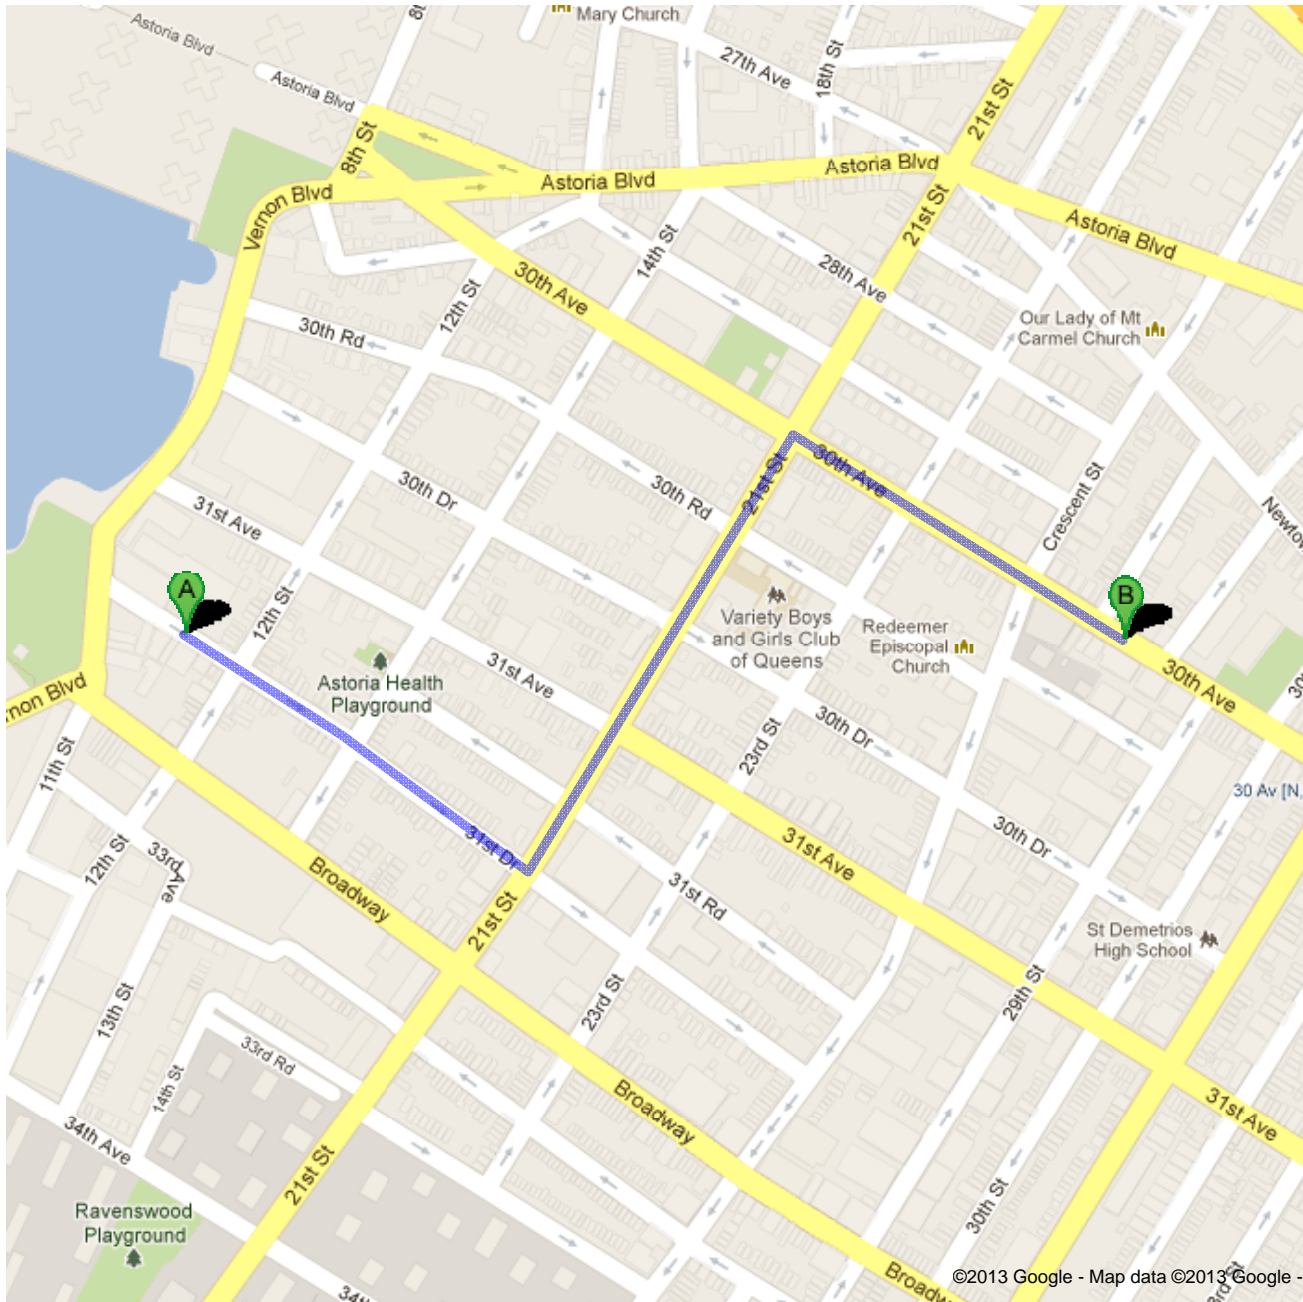 Mary Church
8th St
Astoria Blvd
27th Ave
18th St
21st St
Astoria Blvd
8th St
Astoria Blvd
Astoria Blvd
Vernon Blvd
21st St
Astoria Blvd
14th St
28th Ave
30th Ave
12th St
30th Rd
Our Lady of Mt
Carmel Church
30th Ave
21st St
Crescent St
30th Dr
30th Rd
31st Ave
A
B
12th St
Variety Boys
and Girls Club
of Queens
Redeemer
Episcopal
Church
31st Ave
Astoria Health
Playground
30th Ave
30th Dr
23rd St
11th St
30 Av [N,
31st Dr
30th Dr
31st Ave
12th St
33rd Ave
Broadway
31st Rd
21st St
St Demetrios
High School
29th St
23rd St
13th St
33rd Rd
14th St
Broadway
31st Ave
34th Ave
21st St
30th St
Ravenswood
Playground
©2013 Google - Map data ©2013 Google -